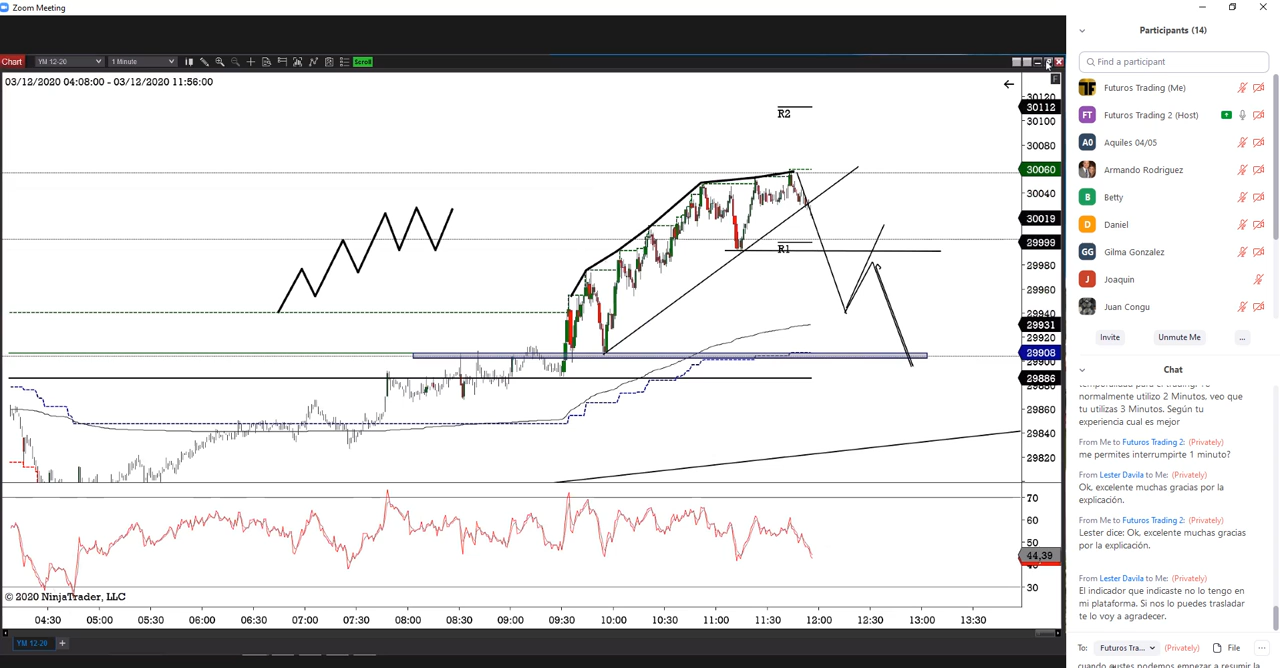 Zoom Meeting
Chart
YM 12-20
1 Minute
Scroll
03/12/2020 04:08:00 - 03/12/2020 11:56:00
F
R2
R1
30120
30112
30100
30080
30060
30040
30019
29999
29980
29960
29940
29931
29920
29908
29900
29886
29860
29840
29820
70
60
50
44,39
30
© 2020 NinjaTrader, LLC
04:30 05:00 05:30 06:00 06:30 07:00 07:30 08:00 08:30 09:00 09:30 10:00 10:30 11:00 11:30 12:00 12:30 13:00 13:30
YM 12-20
+
Participants (14)
Find a participant
Futuros Trading (Me)
FT Futuros Trading 2 (Host)
A0 Aquiles 04/05
Armando Rodriguez
B Betty
D Daniel
GG Gilma Gonzalez
J Joaquin
Juan Congu
Invite
Unmute Me
...
Chat
normalmente utilizo 2 Minutos, veo que
tu utilizas 3 Minutos. Según tu
experiencia cual es mejor
From Me to Futuros Trading 2: (Privately)
me permites interrumpirte 1 minuto?
From Lester Davila to Me: (Privately)
Ok, excelente muchas gracias por la
explicación.
From Me to Futuros Trading 2: (Privately)
Lester dice: Ok, excelente muchas gracias
por la explicación.
From Lester Davila to Me: (Privately)
El indicador que indicaste no lo tengo en
mi plataforma. Si nos lo puedes trasladar
te lo voy a agradecer.
To: Futuros Tra... (Privately) File ...